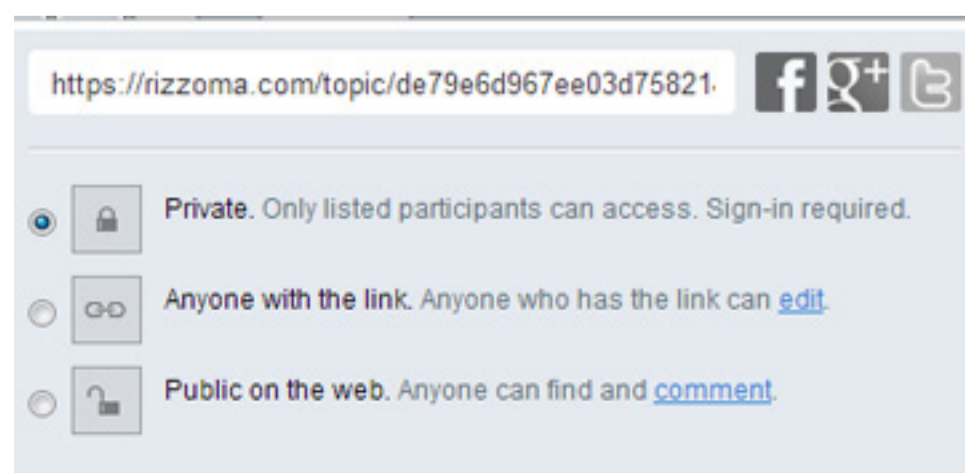 https://rizzoma.com/topic/de79e6d967ee03d75821
Private. Only listed participants can access. Sign-in required.
Anyone with the link. Anyone who has the link can edit.
Public on the web. Anyone can find and comment.